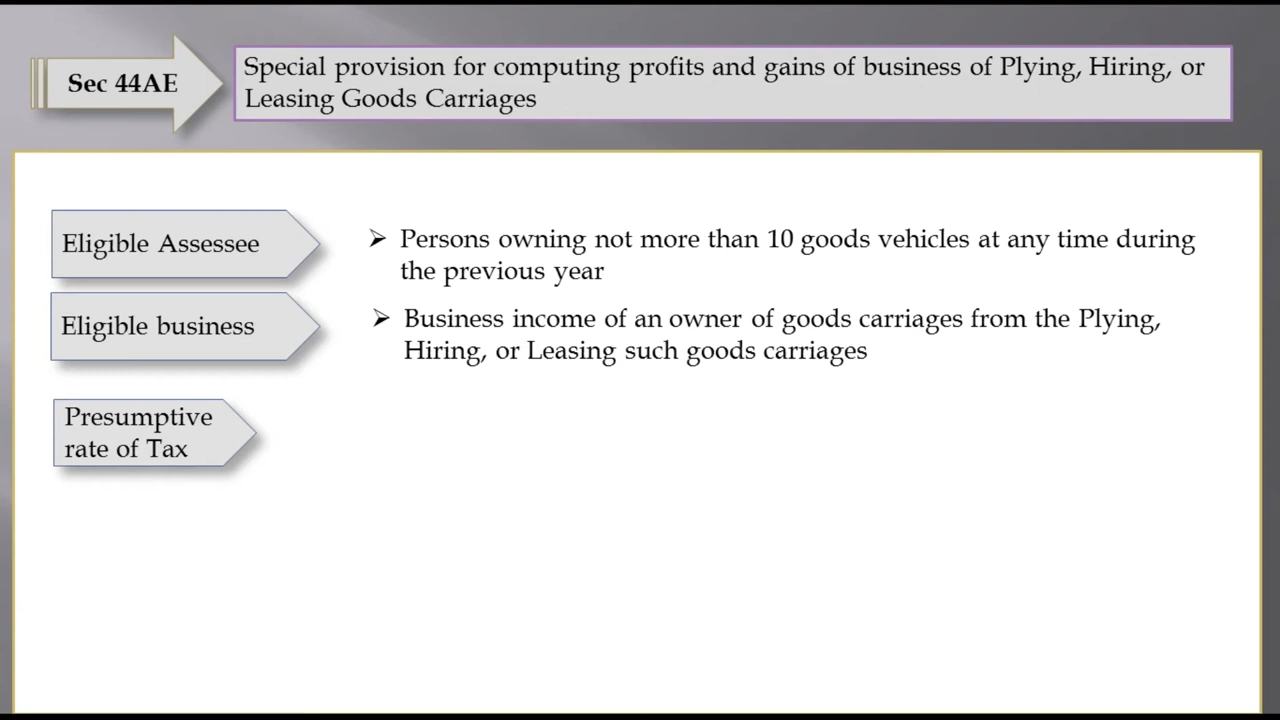 Sec 44AE
Special provision for computing profits and gains of business of Plying, Hiring, or
Leasing Goods Carriages
Eligible Assessee
➤ Persons owning not more than 10 goods vehicles at any time during
the previous year
Eligible business
➤ Business income of an owner of goods carriages from the Plying,
Hiring, or Leasing such goods carriages
Presumptive
rate of Tax